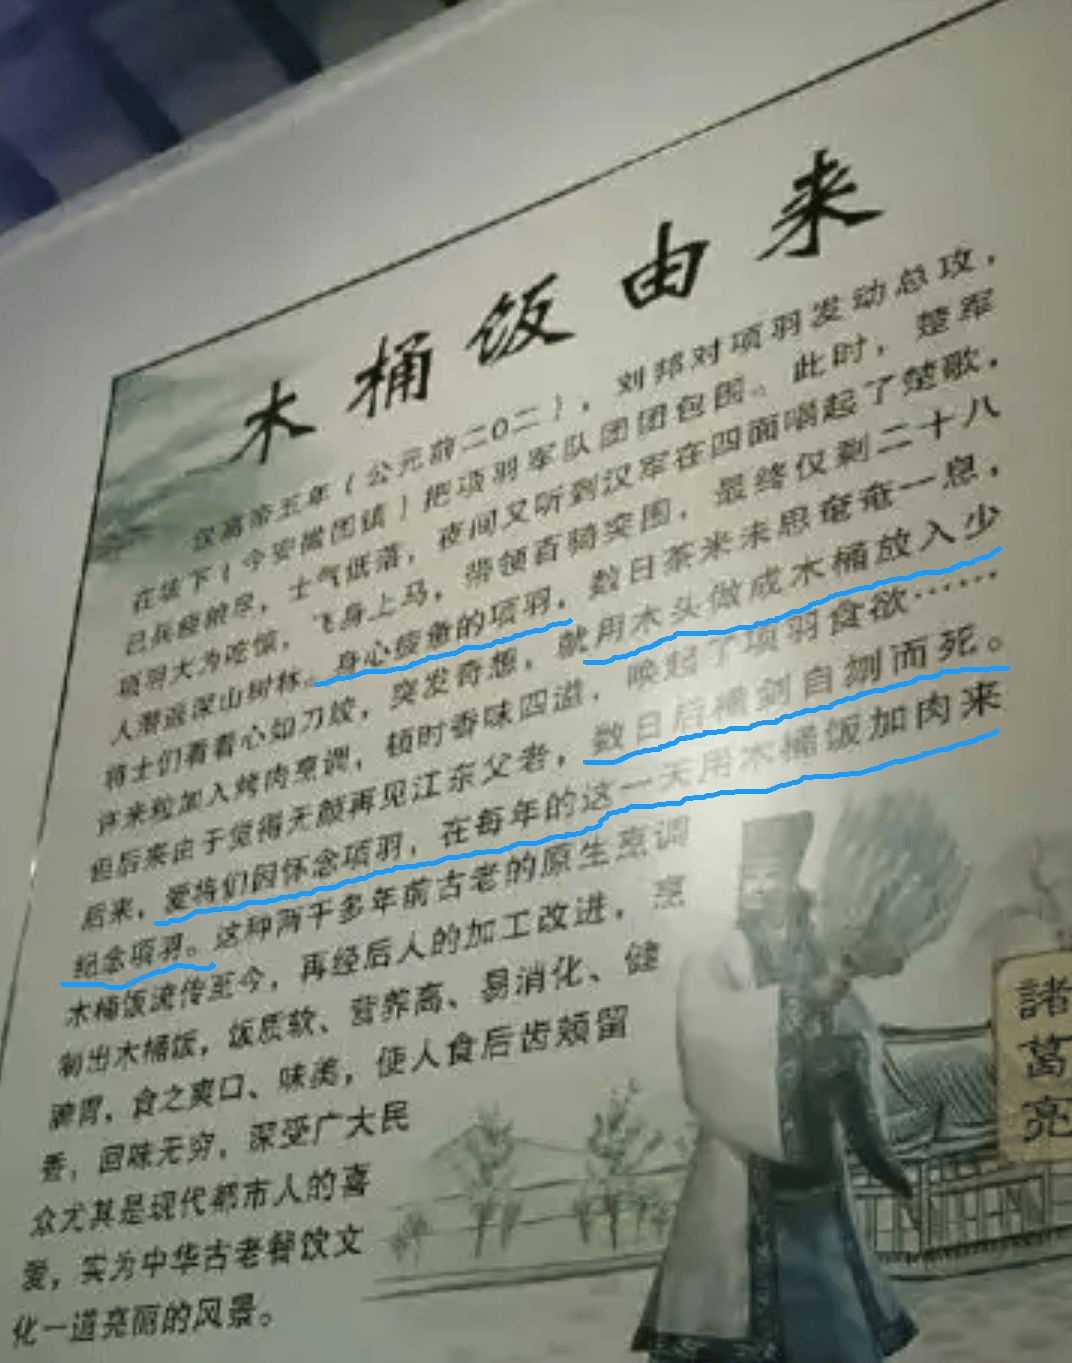 木桶饭由来
汉高帝五年(公元前二0二),刘邦对项羽发动总攻,
在垓下(今安徽团镇)把项羽军队团团包围。此时,楚军
已兵疲粮尽,士气低落,夜间又听到汉军在四面唱起了楚歌,
项羽大为吃惊,飞身上马,带领百骑突围,最终仅剩二十八
人潜返深山树林。身心疲惫的项羽,数日茶米未思奄奄一息,
将士们看着心如刀绞,突发奇想,就用木头做成木桶放入少
许米粒加入烤肉烹调,顿时香味四溢,唤起了项羽食欲……
但后来由于觉得无颜再见江东父老,数日后横剑自刎而死。
后来,爱将们因怀念项羽,在每年的这一天用木桶饭加肉来
纪念项羽。这种两千多年前古老的原生烹调
木桶饭流传至今,再经后人的加工改进,烹
制出木桶饭,饭质软、营养高、易消化、健
脾胃,食之爽口、味美,使人食后齿颊留
香,回味无穷,深受广大民
众尤其是现代都市人的喜
爱,实为中华古老餐饮文
化一道亮丽的风景。
諸
葛
亮